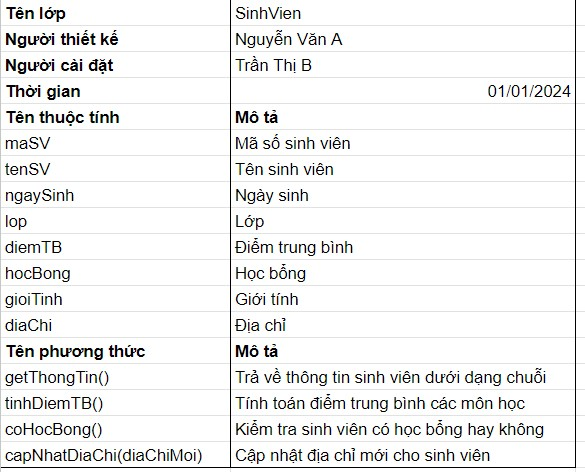 Tên lớp SinhVien
Người thiết kế Nguyễn Văn A
Người cài đặt Trần Thị B
Thời gian 01/01/2024
Tên thuộc tính Mô tả
maSV Mã số sinh viên
tenSV Tên sinh viên
ngaySinh Ngày sinh
lop Lớp
diemTB Điểm trung bình
hocBong Học bổng
gioiTinh Giới tính
diaChi Địa chỉ
Tên phương thức Mô tả
getThongTin() Trả về thông tin sinh viên dưới dạng chuỗi
tinhDiemTB() Tính toán điểm trung bình các môn học
coHocBong() Kiểm tra sinh viên có học bổng hay không
capNhatDiaChi(diaChiMoi) Cập nhật địa chỉ mới cho sinh viên